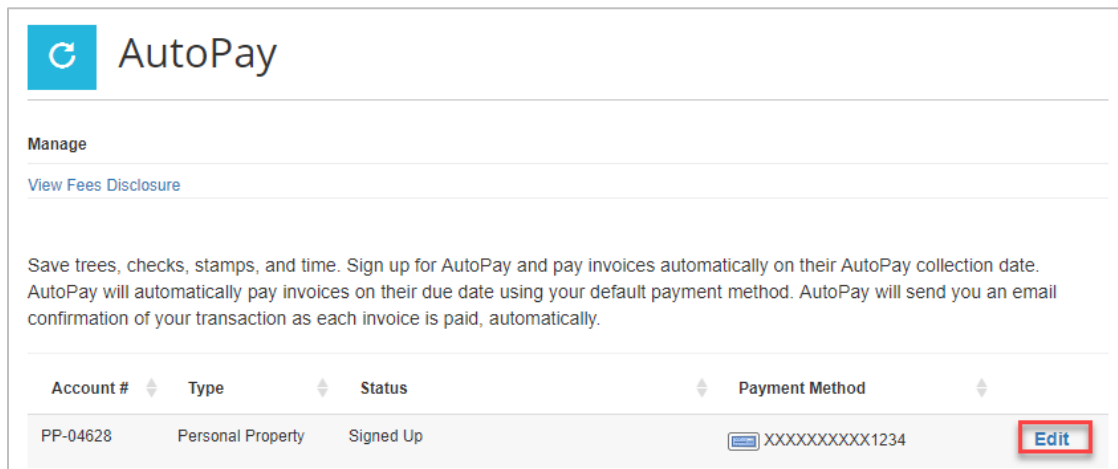 AutoPay
Manage
View Fees Disclosure
Save trees, checks, stamps, and time. Sign up for AutoPay and pay invoices automatically on their AutoPay collection date.
AutoPay will automatically pay invoices on their due date using your default payment method. AutoPay will send you an email
confirmation of your transaction as each invoice is paid, automatically.
Account # Type Status Payment Method
PP-04628 Personal Property Signed Up XXXXXXXXXX1234 Edit